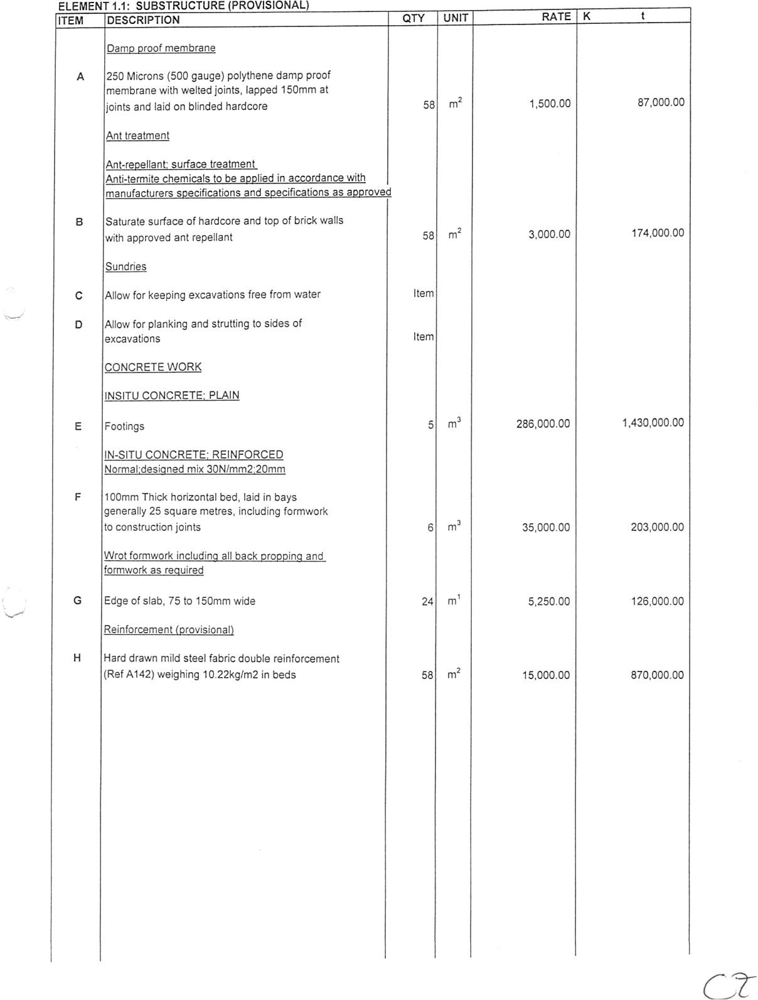 ELEMENT 1.1: SUBSTRUCTURE (PROVISIONAL)
ITEM DESCRIPTION QTY UNIT RATE K t
Damp proof membrane
A 250 Microns (500 gauge) polythene damp proof
membrane with welted joints, lapped 150mm at
joints and laid on blinded hardcore 58 m² 1,500.00 87,000.00
Ant treatment
Ant-repellant; surface treatment
Anti-termite chemicals to be applied in accordance with
manufacturers specifications and specifications as approved
B Saturate surface of hardcore and top of brick walls
with approved ant repellant 58 m² 3,000.00 174,000.00
Sundries
C Allow for keeping excavations free from water Item
D Allow for planking and strutting to sides of
excavations Item
CONCRETE WORK
INSITU CONCRETE; PLAIN
E Footings 5 m³ 286,000.00 1,430,000.00
IN-SITU CONCRETE; REINFORCED
Normal;designed mix 30N/mm2;20mm
F 100mm Thick horizontal bed, laid in bays
generally 25 square metres, including formwork
to construction joints 6 m³ 35,000.00 203,000.00
Wrot formwork including all back propping and
formwork as required
G Edge of slab, 75 to 150mm wide 24 m¹ 5,250.00 126,000.00
Reinforcement (provisional)
H Hard drawn mild steel fabric double reinforcement
(Ref A142) weighing 10.22kg/m2 in beds 58 m² 15,000.00 870,000.00